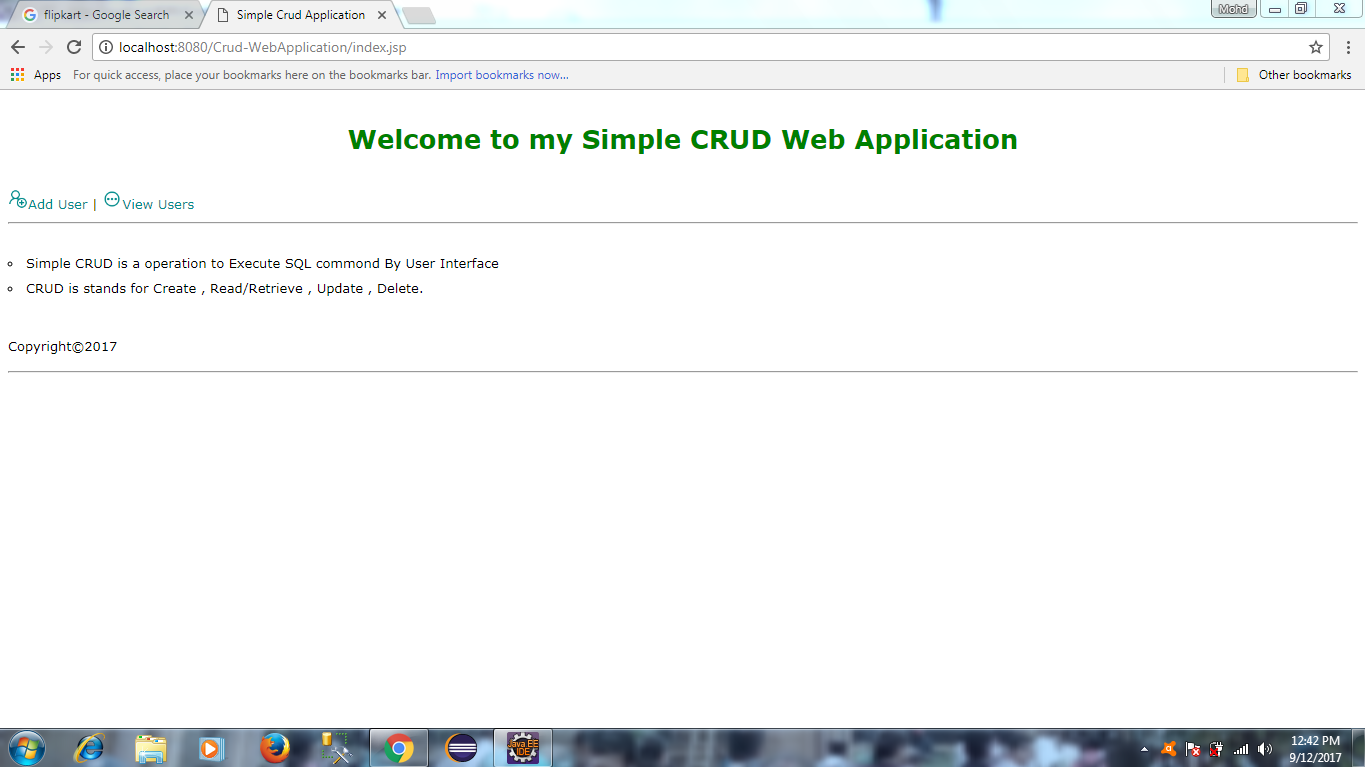 flipkart - Google Search
Simple Crud Application
Mohd
localhost:8080/Crud-WebApplication/index.jsp
Apps For quick access, place your bookmarks here on the bookmarks bar. Import bookmarks now... Other bookmarks
Welcome to my Simple CRUD Web Application
Add User | View Users
Simple CRUD is a operation to Execute SQL commond By User Interface
CRUD is stands for Create , Read/Retrieve , Update , Delete.
Copyright©2017
Java EE
IDE
12:42 PM
9/12/2017